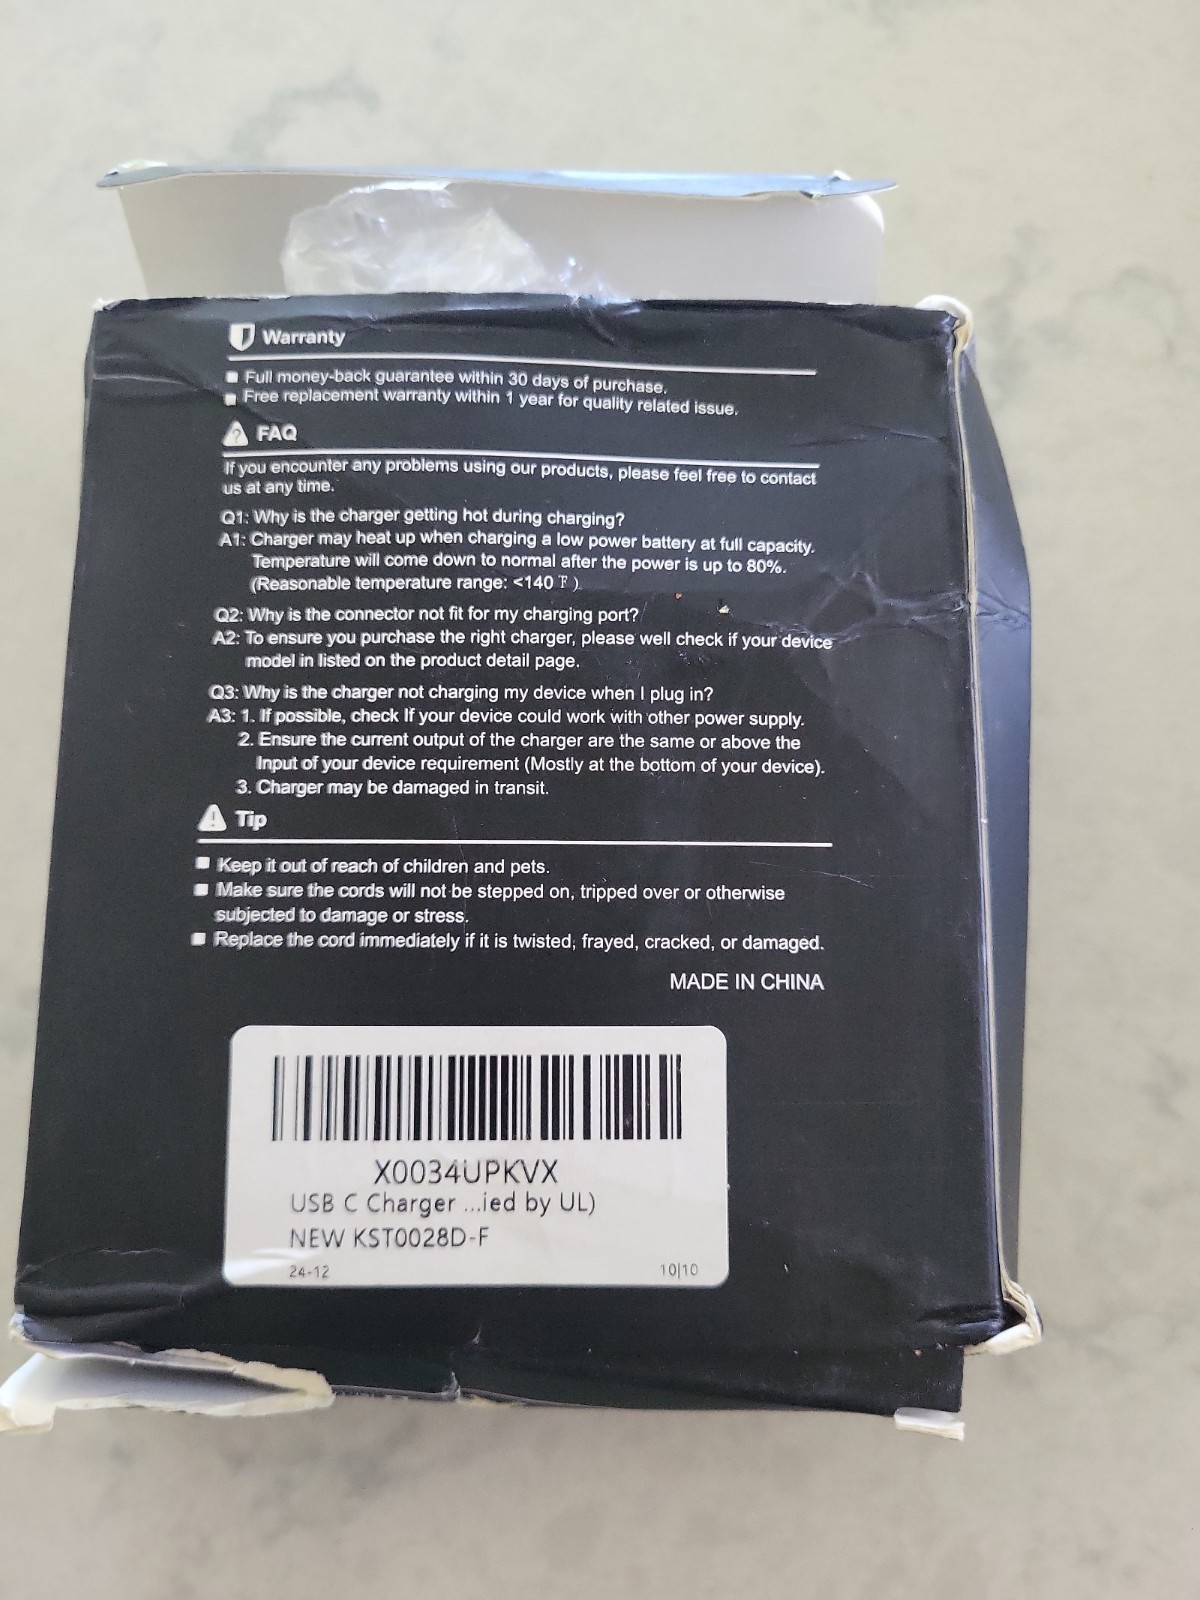 Warranty
Full money-back guarantee within 30 days of purchase.
Free replacement warranty within 1 year for quality related issue.
FAQ
If you encounter any problems using our products, please feel free to contact
us at any time.
Q1: Why is the charger getting hot during charging?
A1: Charger may heat up when charging a low power battery at full capacity.
Temperature will come down to normal after the power is up to 80%.
(Reasonable temperature range: <140℉).
Q2: Why is the connector not fit for my charging port?
A2: To ensure you purchase the right charger, please well check if your device
model in listed on the product detail page.
Q3: Why is the charger not charging my device when I plug in?
A3: 1. If possible, check If your device could work with other power supply.
2. Ensure the current output of the charger are the same or above the
Input of your device requirement (Mostly at the bottom of your device).
3. Charger may be damaged in transit.
Tip
Keep it out of reach of children and pets.
Make sure the cords will not be stepped on, tripped over or otherwise
subjected to damage or stress.
Replace the cord immediately if it is twisted, frayed, cracked, or damaged.
MADE IN CHINA
X0034UPKVX
USB C Charger ...ied by UL)
NEW KST0028D-F
24-12 10|10